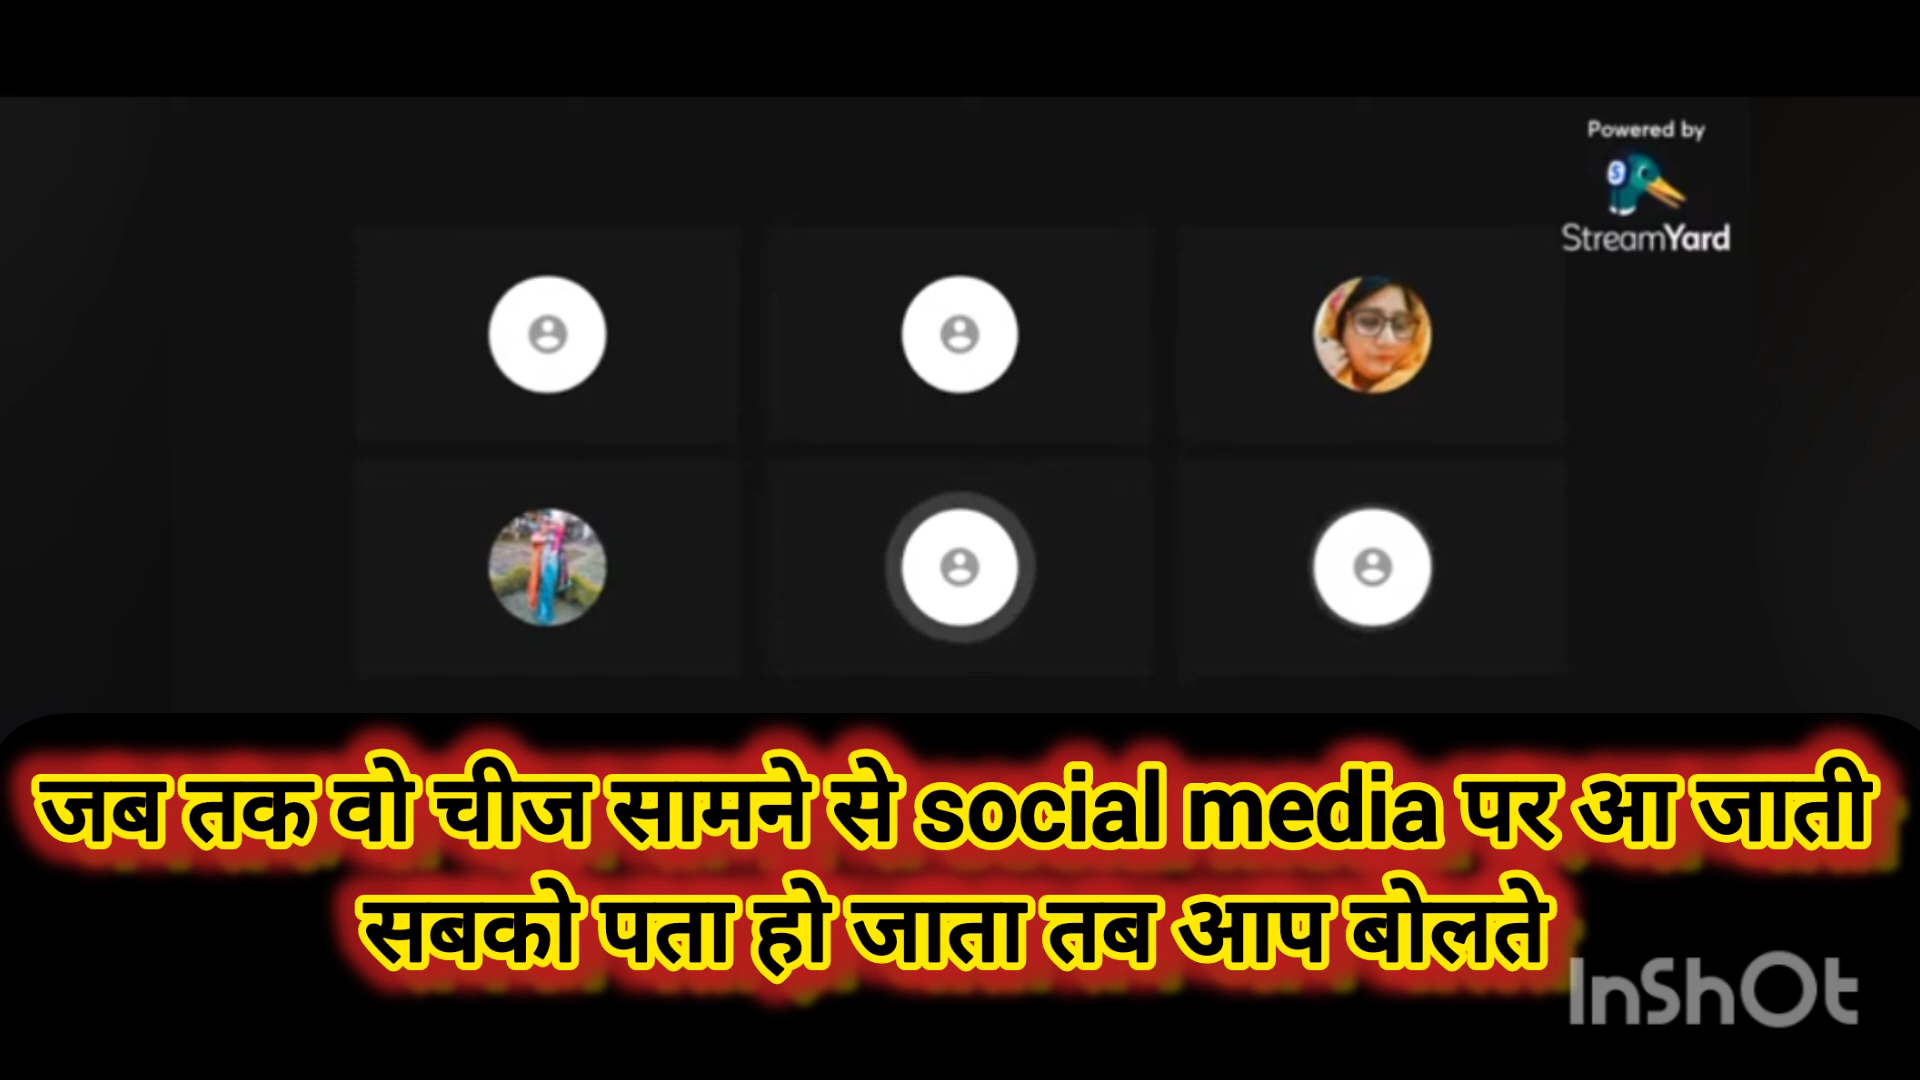 Powered by
StreamYard
जब तक वो चीज सामने से social media पर आ जाती
सबको पता हो जाता तब आप बोलते
InShOt